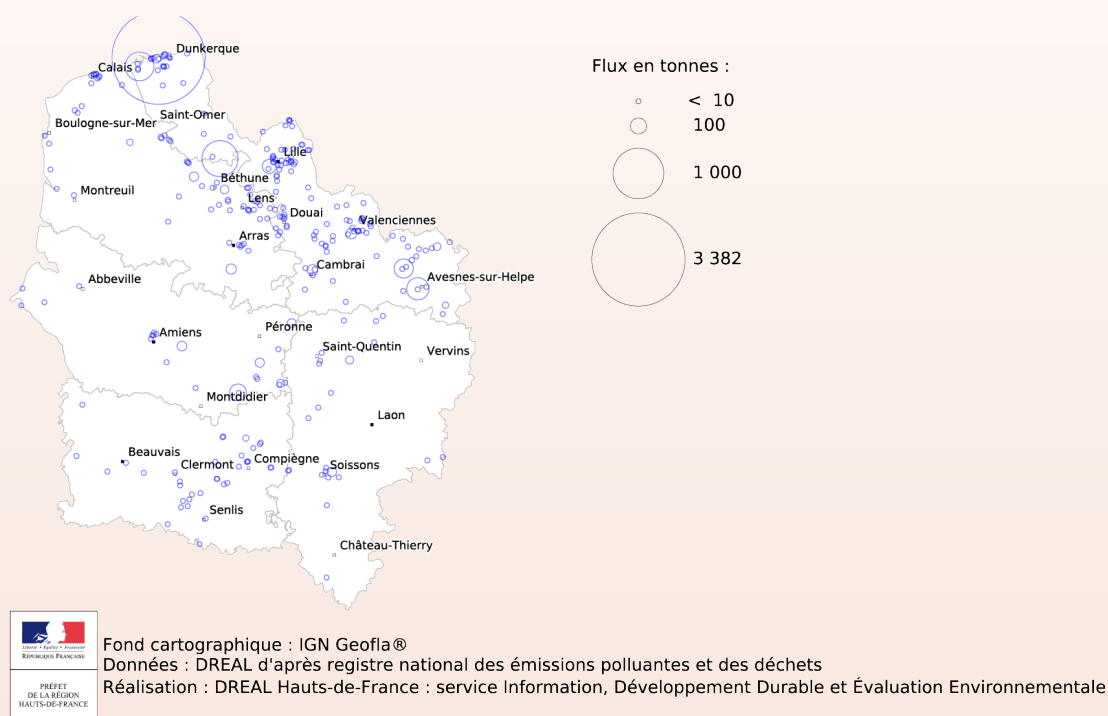 Dunkerque
Calais
Saint-Omer
Boulogne-sur-Mer
Lille
Béthune
Montreuil
Lens
Douai
Valenciennes
Arras
Cambrai
Avesnes-sur-Helpe
Abbeville
Amiens
Péronne
Saint-Quentin
Vervins
Montdidier
Laon
Beauvais
Clermont
Compiègne
Soissons
Senlis
Château-Thierry
Flux en tonnes :
< 10
100
1 000
3 382
Liberté • Égalité • Fraternité
RÉPUBLIQUE FRANÇAISE
PRÉFET
DE LA RÉGION
HAUTS-DE-FRANCE
Fond cartographique : IGN Geofla®
Données : DREAL d'après registre national des émissions polluantes et des déchets
Réalisation : DREAL Hauts-de-France : service Information, Développement Durable et Évaluation Environnementale